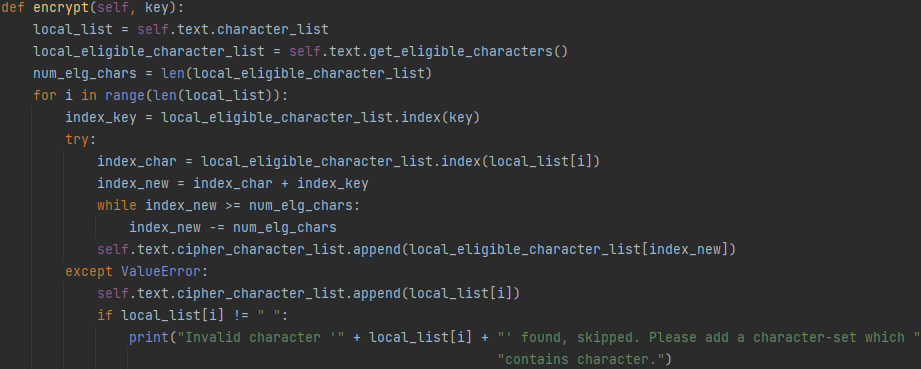 def encrypt(self, key):
    local_list = self.text.character_list
    local_eligible_character_list = self.text.get_eligible_characters()
    num_elg_chars = len(local_eligible_character_list)
    for i in range(len(local_list)):
        index_key = local_eligible_character_list.index(key)
        try:
            index_char = local_eligible_character_list.index(local_list[i])
            index_new = index_char + index_key
            while index_new >= num_elg_chars:
                index_new -= num_elg_chars
            self.text.cipher_character_list.append(local_eligible_character_list[index_new])
        except ValueError:
            self.text.cipher_character_list.append(local_list[i])
            if local_list[i] != " ":
                print("Invalid character '" + local_list[i] + "' found, skipped. Please add a character-set which "
                                                              "contains character.")